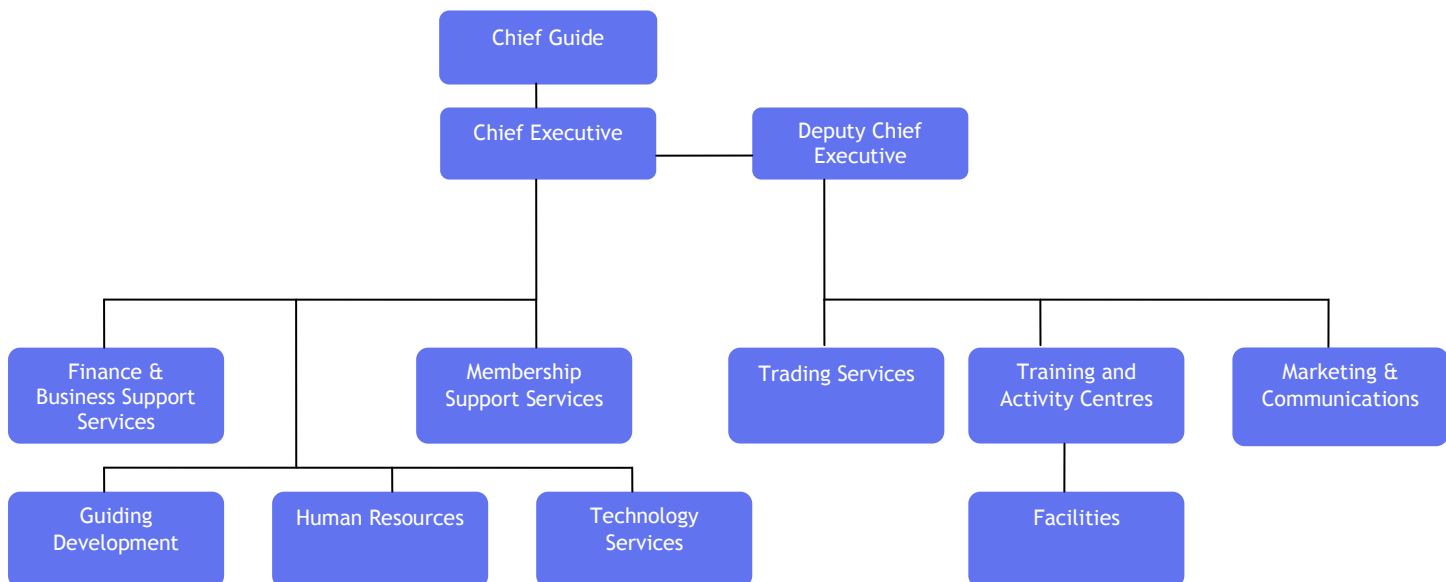 Chief Guide
Chief Executive
Deputy Chief
Executive
Finance &
Business Support
Services
Membership
Support Services
Trading Services
Training and
Activity Centres
Marketing &
Communications
Guiding
Development
Human Resources
Technology
Services
Facilities